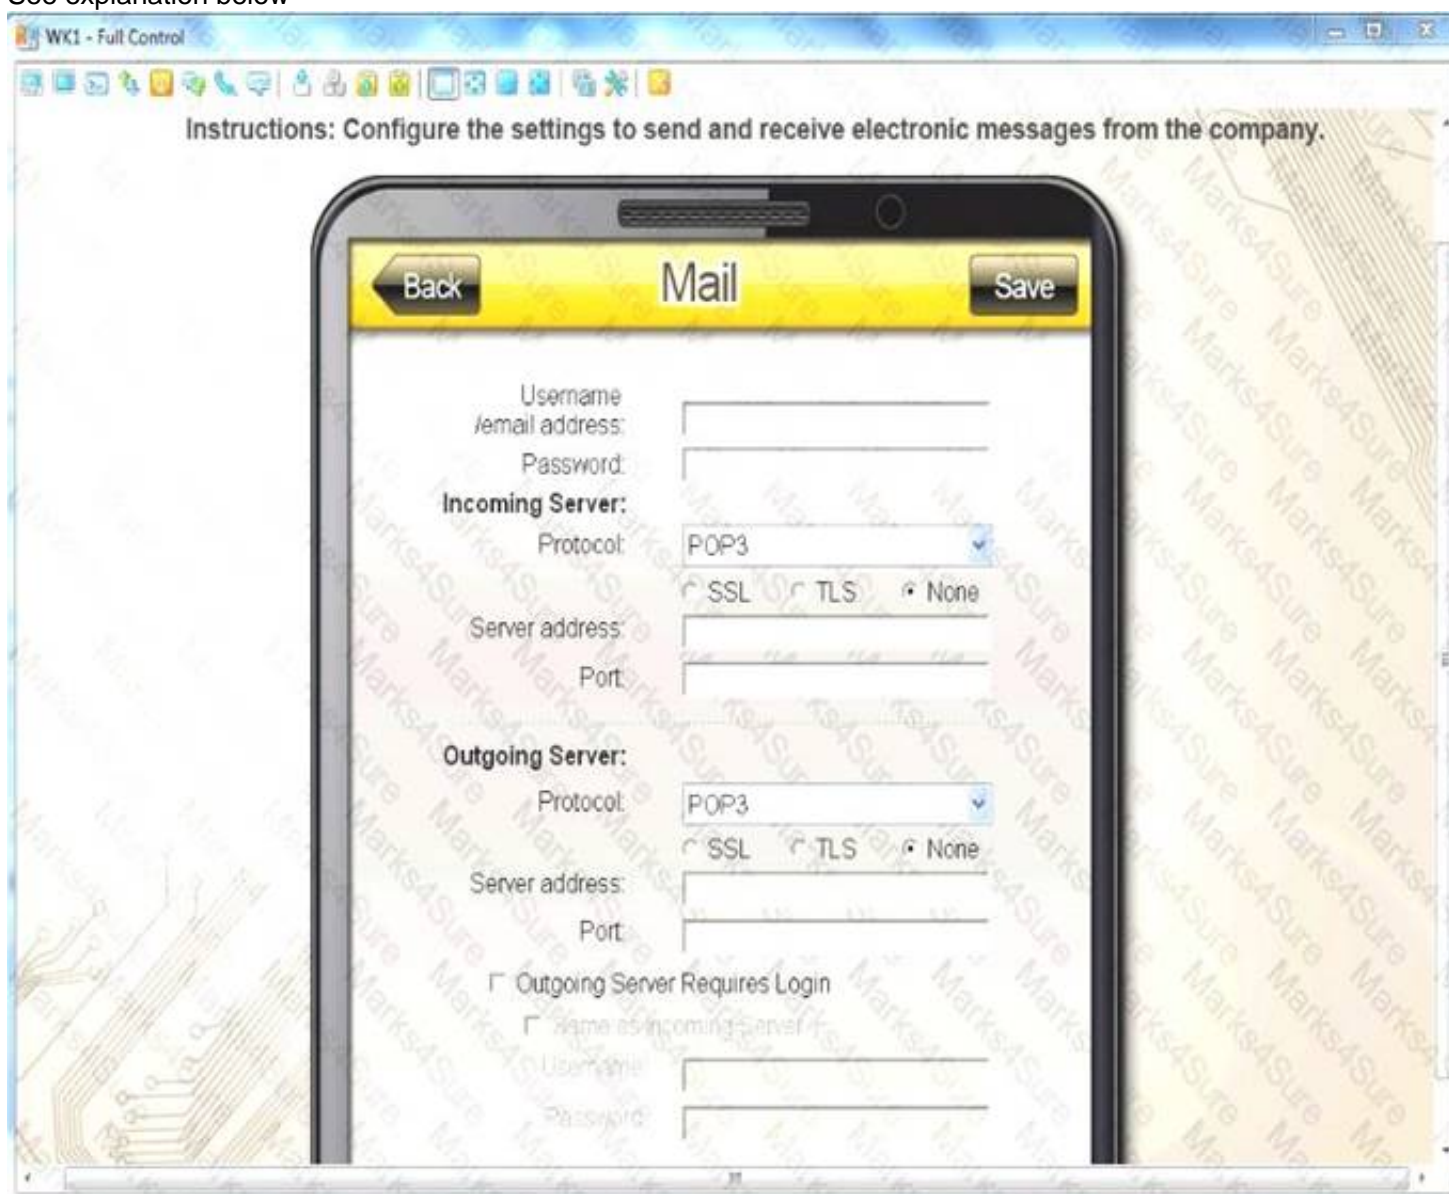 See explanation below
WK1 - Full Control
Instructions: Configure the settings to send and receive electronic messages from the company.
Back
Mail
Save
Username
/email address:
Password:
Incoming Server:
Protocol: POP3
SSL TLS None
Server address:
Port:
Outgoing Server:
Protocol: POP3
SSL TLS None
Server address:
Port:
Outgoing Server Requires Login
Same as Incoming Server
Username
Password
Marks4Sure